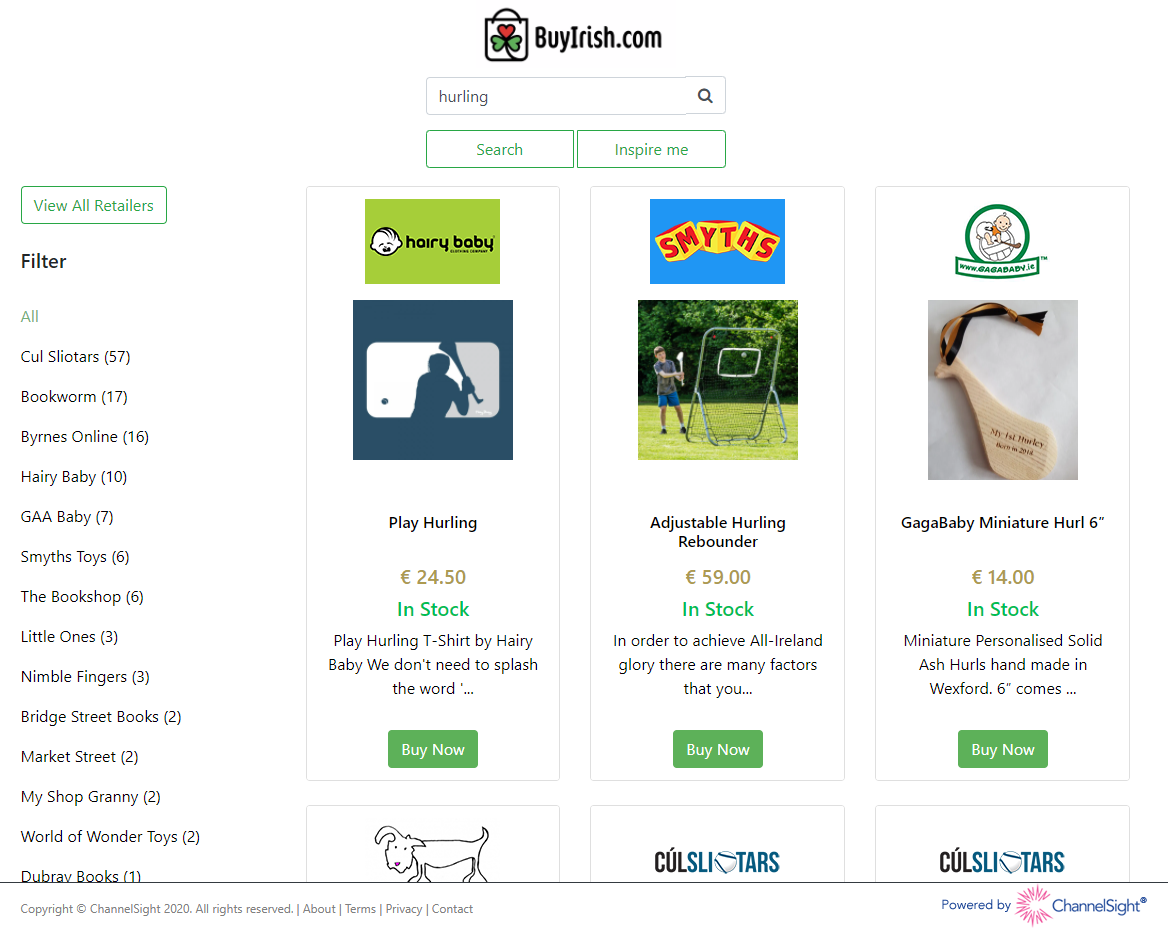 BuyIrish.com
hurling
Search
Inspire me
View All Retailers
Filter
All
Cul Sliotars (57)
Bookworm (17)
Byrnes Online (16)
Hairy Baby (10)
GAA Baby (7)
Smyths Toys (6)
The Bookshop (6)
Little Ones (3)
Nimble Fingers (3)
Bridge Street Books (2)
Market Street (2)
My Shop Granny (2)
World of Wonder Toys (2)
Dubray Books (1)
hairy baby
CLOTHING COMPANY
Play Hurling
€ 24.50
In Stock
Play Hurling T-Shirt by Hairy
Baby We don't need to splash
the word '...
Buy Now
SMYTHS
Adjustable Hurling
Rebounder
€ 59.00
In Stock
In order to achieve All-Ireland
glory there are many factors
that you...
Buy Now
www.GAGABABY.ie™
My 1st Hurley
Born in 2018
GagaBaby Miniature Hurl 6″
€ 14.00
In Stock
Miniature Personalised Solid
Ash Hurls hand made in
Wexford. 6″ comes ...
Buy Now
CÚLSLIOTARS
CÚLSLIOTARS
Copyright © ChannelSight 2020. All rights reserved. | About | Terms | Privacy | Contact
Powered by ChannelSight®